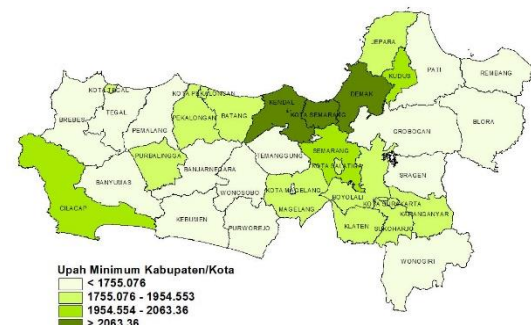 JEPARA
KUDUS
PATI
REMBANG
KOTA TEGAL
KOTA PEKALONGAN
KENDAL
DEMAK
BREBES
TEGAL
PEMALANG
PEKALONGAN
BATANG
KOTA SEMARANG
BLORA
GROBOGAN
PURBALINGGA
BANJARNEGARA
TEMANGGUNG
SEMARANG
KOTA SALATIGA
SRAGEN
CILACAP
BANYUMAS
WONOSOBO
KOTA MAGELANG
BOYOLALI
KOTA SURAKARTA
KEBUMEN
PURWOREJO
MAGELANG
KLATEN
SUKOHARJO
KARANGANYAR
WONOGIRI
Upah Minimum Kabupaten/Kota
< 1755.076
1755.076 - 1954.553
1954.554 - 2063.36
> 2063.36